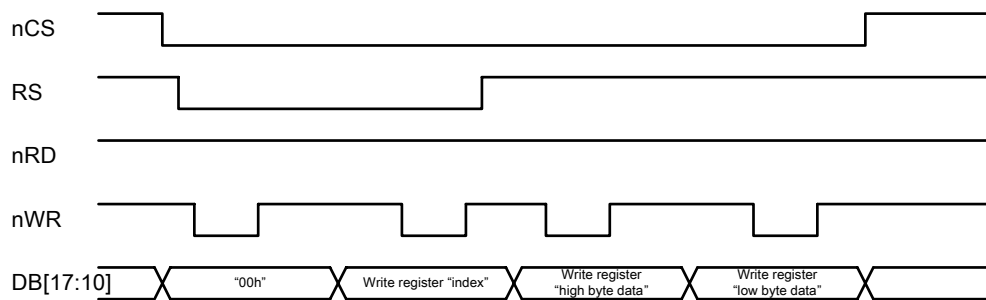 nCS
RS
nRD
nWR
DB[17:10]
“00h”
Write register “index”
Write register
“high byte data”
Write register
“low byte data”